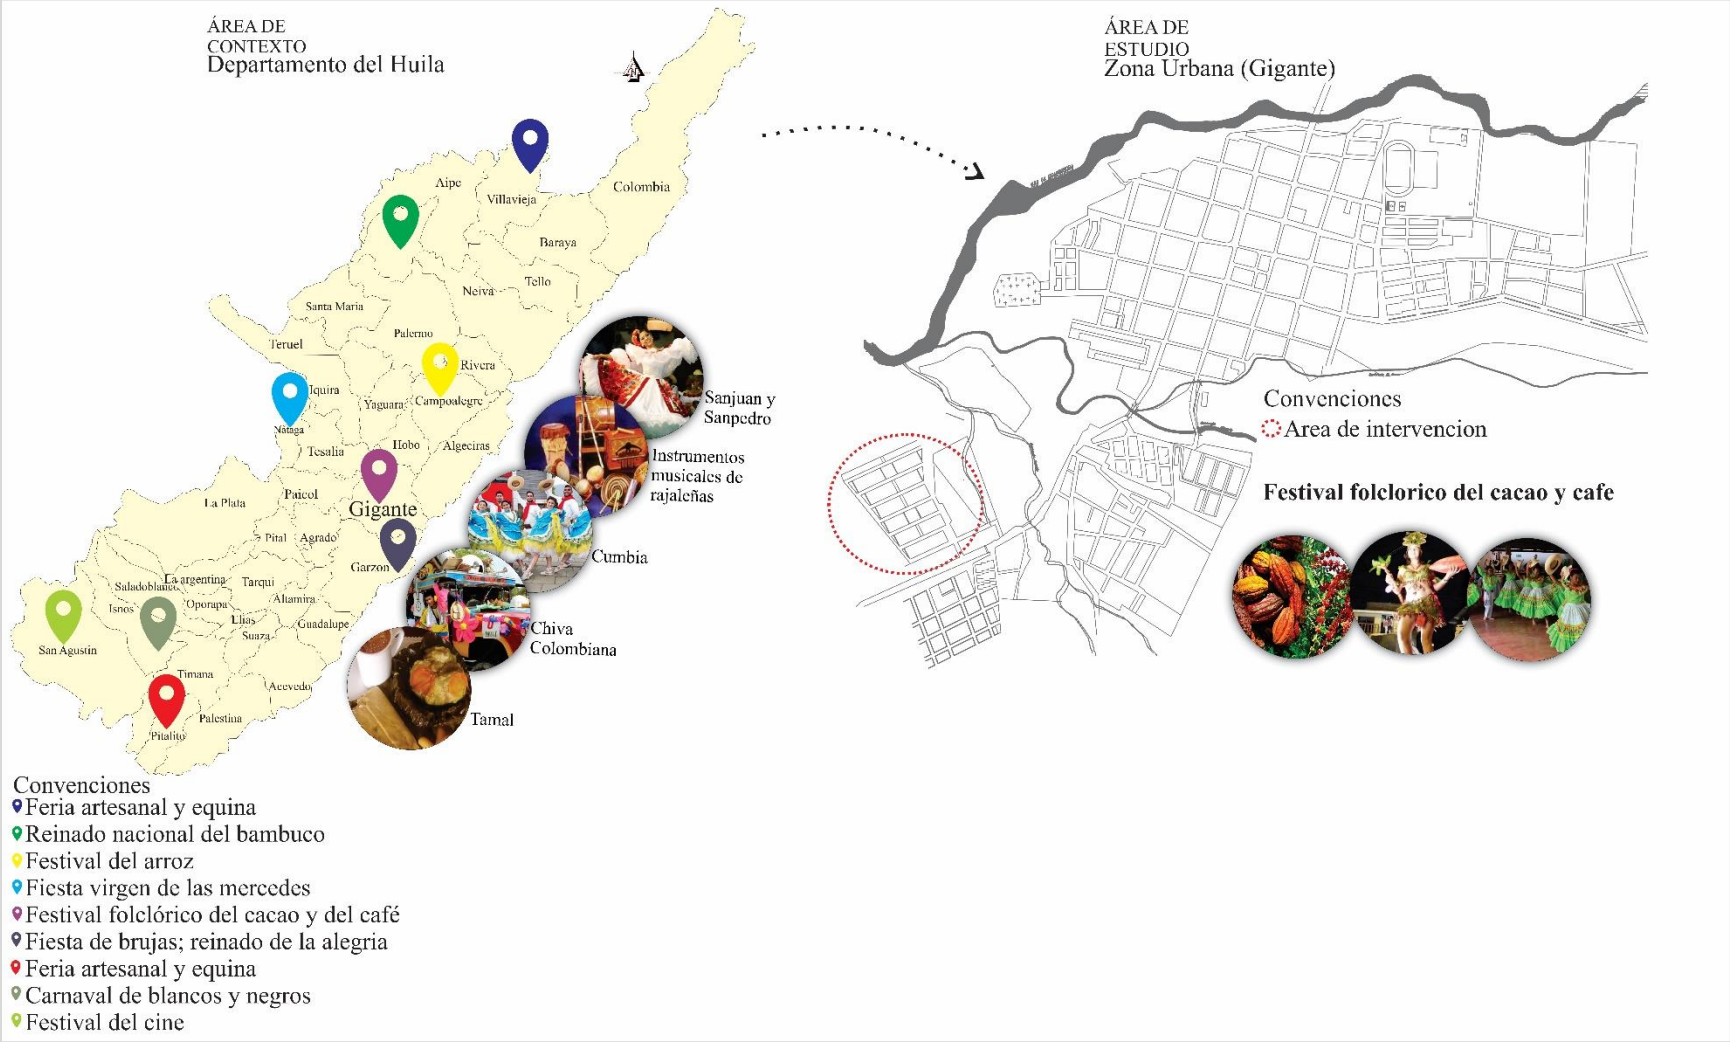 ÁREA DE
CONTEXTO
Departamento del Huila
Aipe
Villavieja
Colombia
Baraya
Tello
Neiva
Santa Maria
Palermo
Teruel
Rivera
Iquira
Yaguara
Campoalegre
Nátaga
Hobo
Algeciras
Tesalia
Paicol
La Plata
Gigante
Pital
Agrado
Garzon
La argentina
Saladoblanco
Tarqui
Isnos
Oporapa
Altamira
Elias
Guadalupe
Suaza
San Agustin
Timana
Acevedo
Palestina
Pitalito
Sanjuan y
Sanpedro
Instrumentos
musicales de
rajaleñas
Cumbia
Chiva
Colombiana
Tamal
Convenciones
Feria artesanal y equina
Reinado nacional del bambuco
Festival del arroz
Fiesta virgen de las mercedes
Festival folclórico del cacao y del café
Fiesta de brujas; reinado de la alegria
Feria artesanal y equina
Carnaval de blancos y negros
Festival del cine
ÁREA DE
ESTUDIO
Zona Urbana (Gigante)
Convenciones
Area de intervencion
Festival folclorico del cacao y cafe